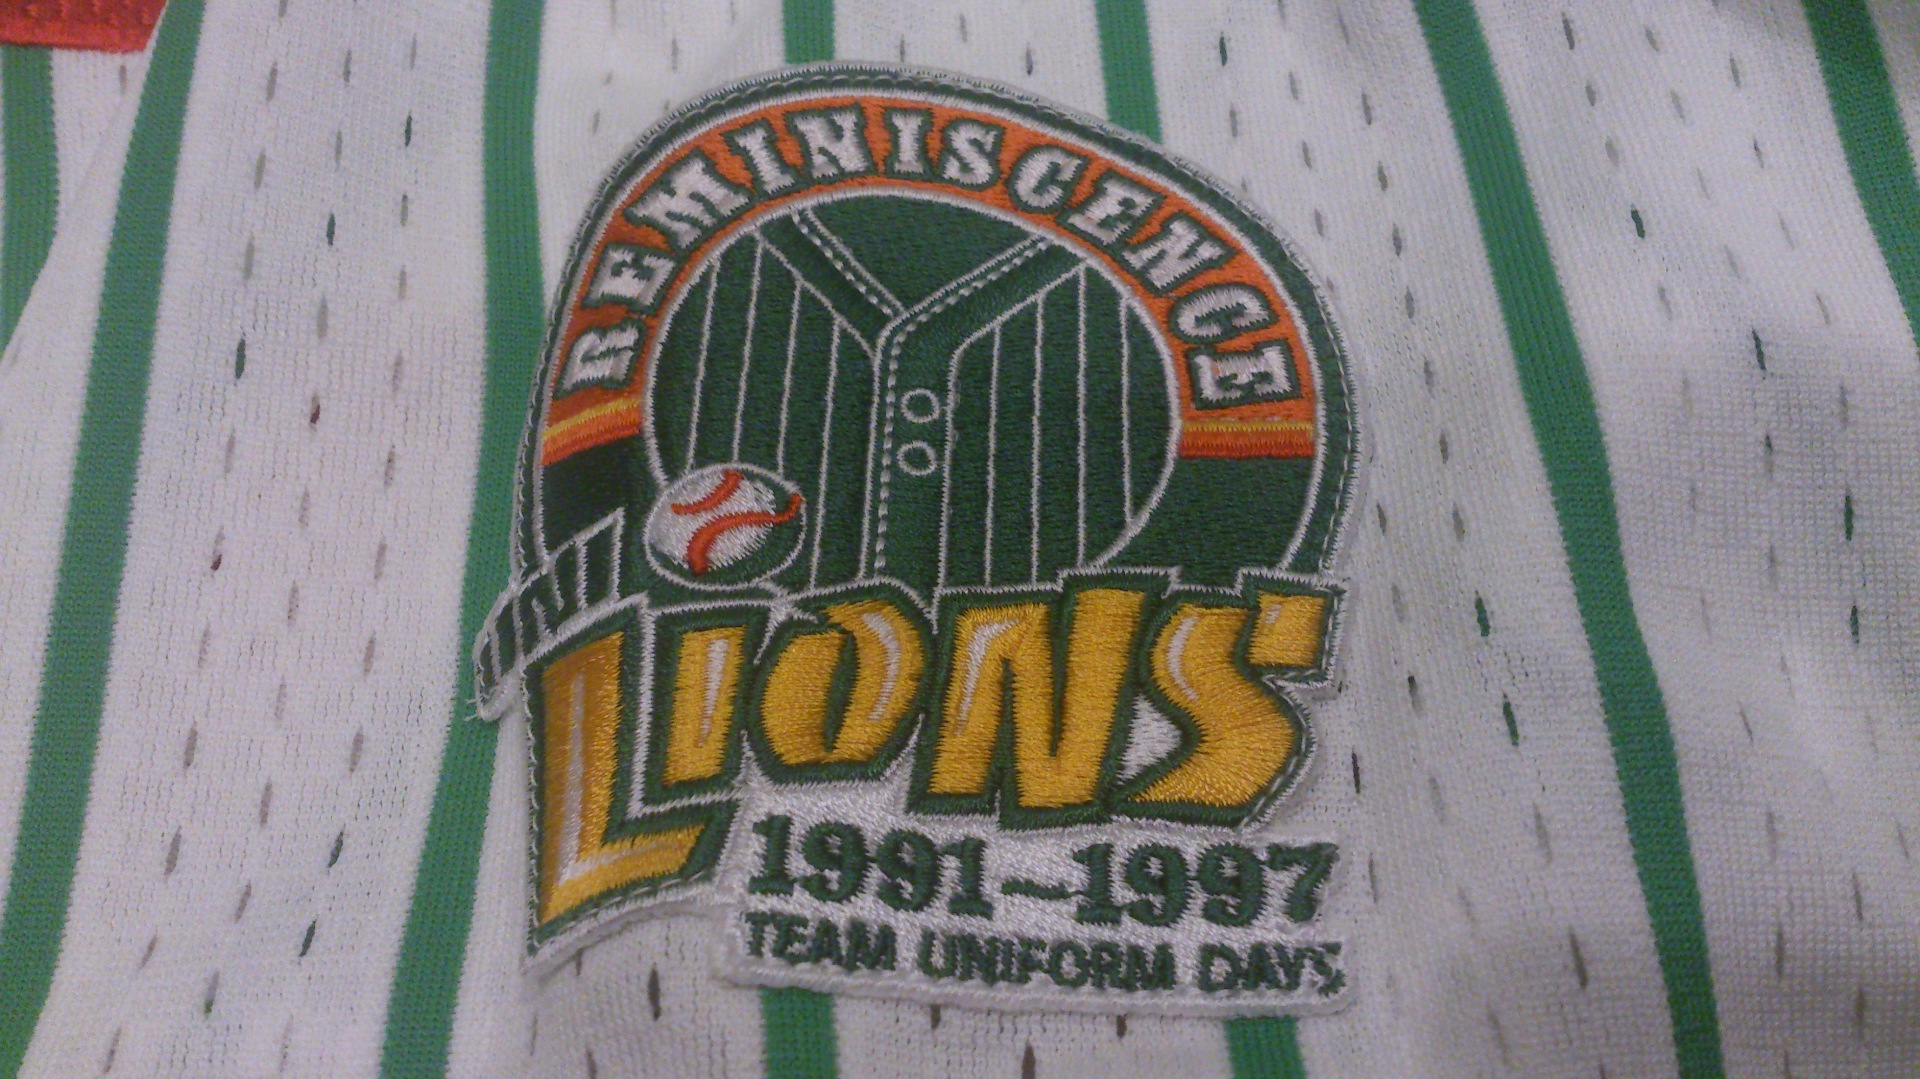 REMINISCENCE
UNI
LIONS
1991-1997
TEAM UNIFORM DAYS